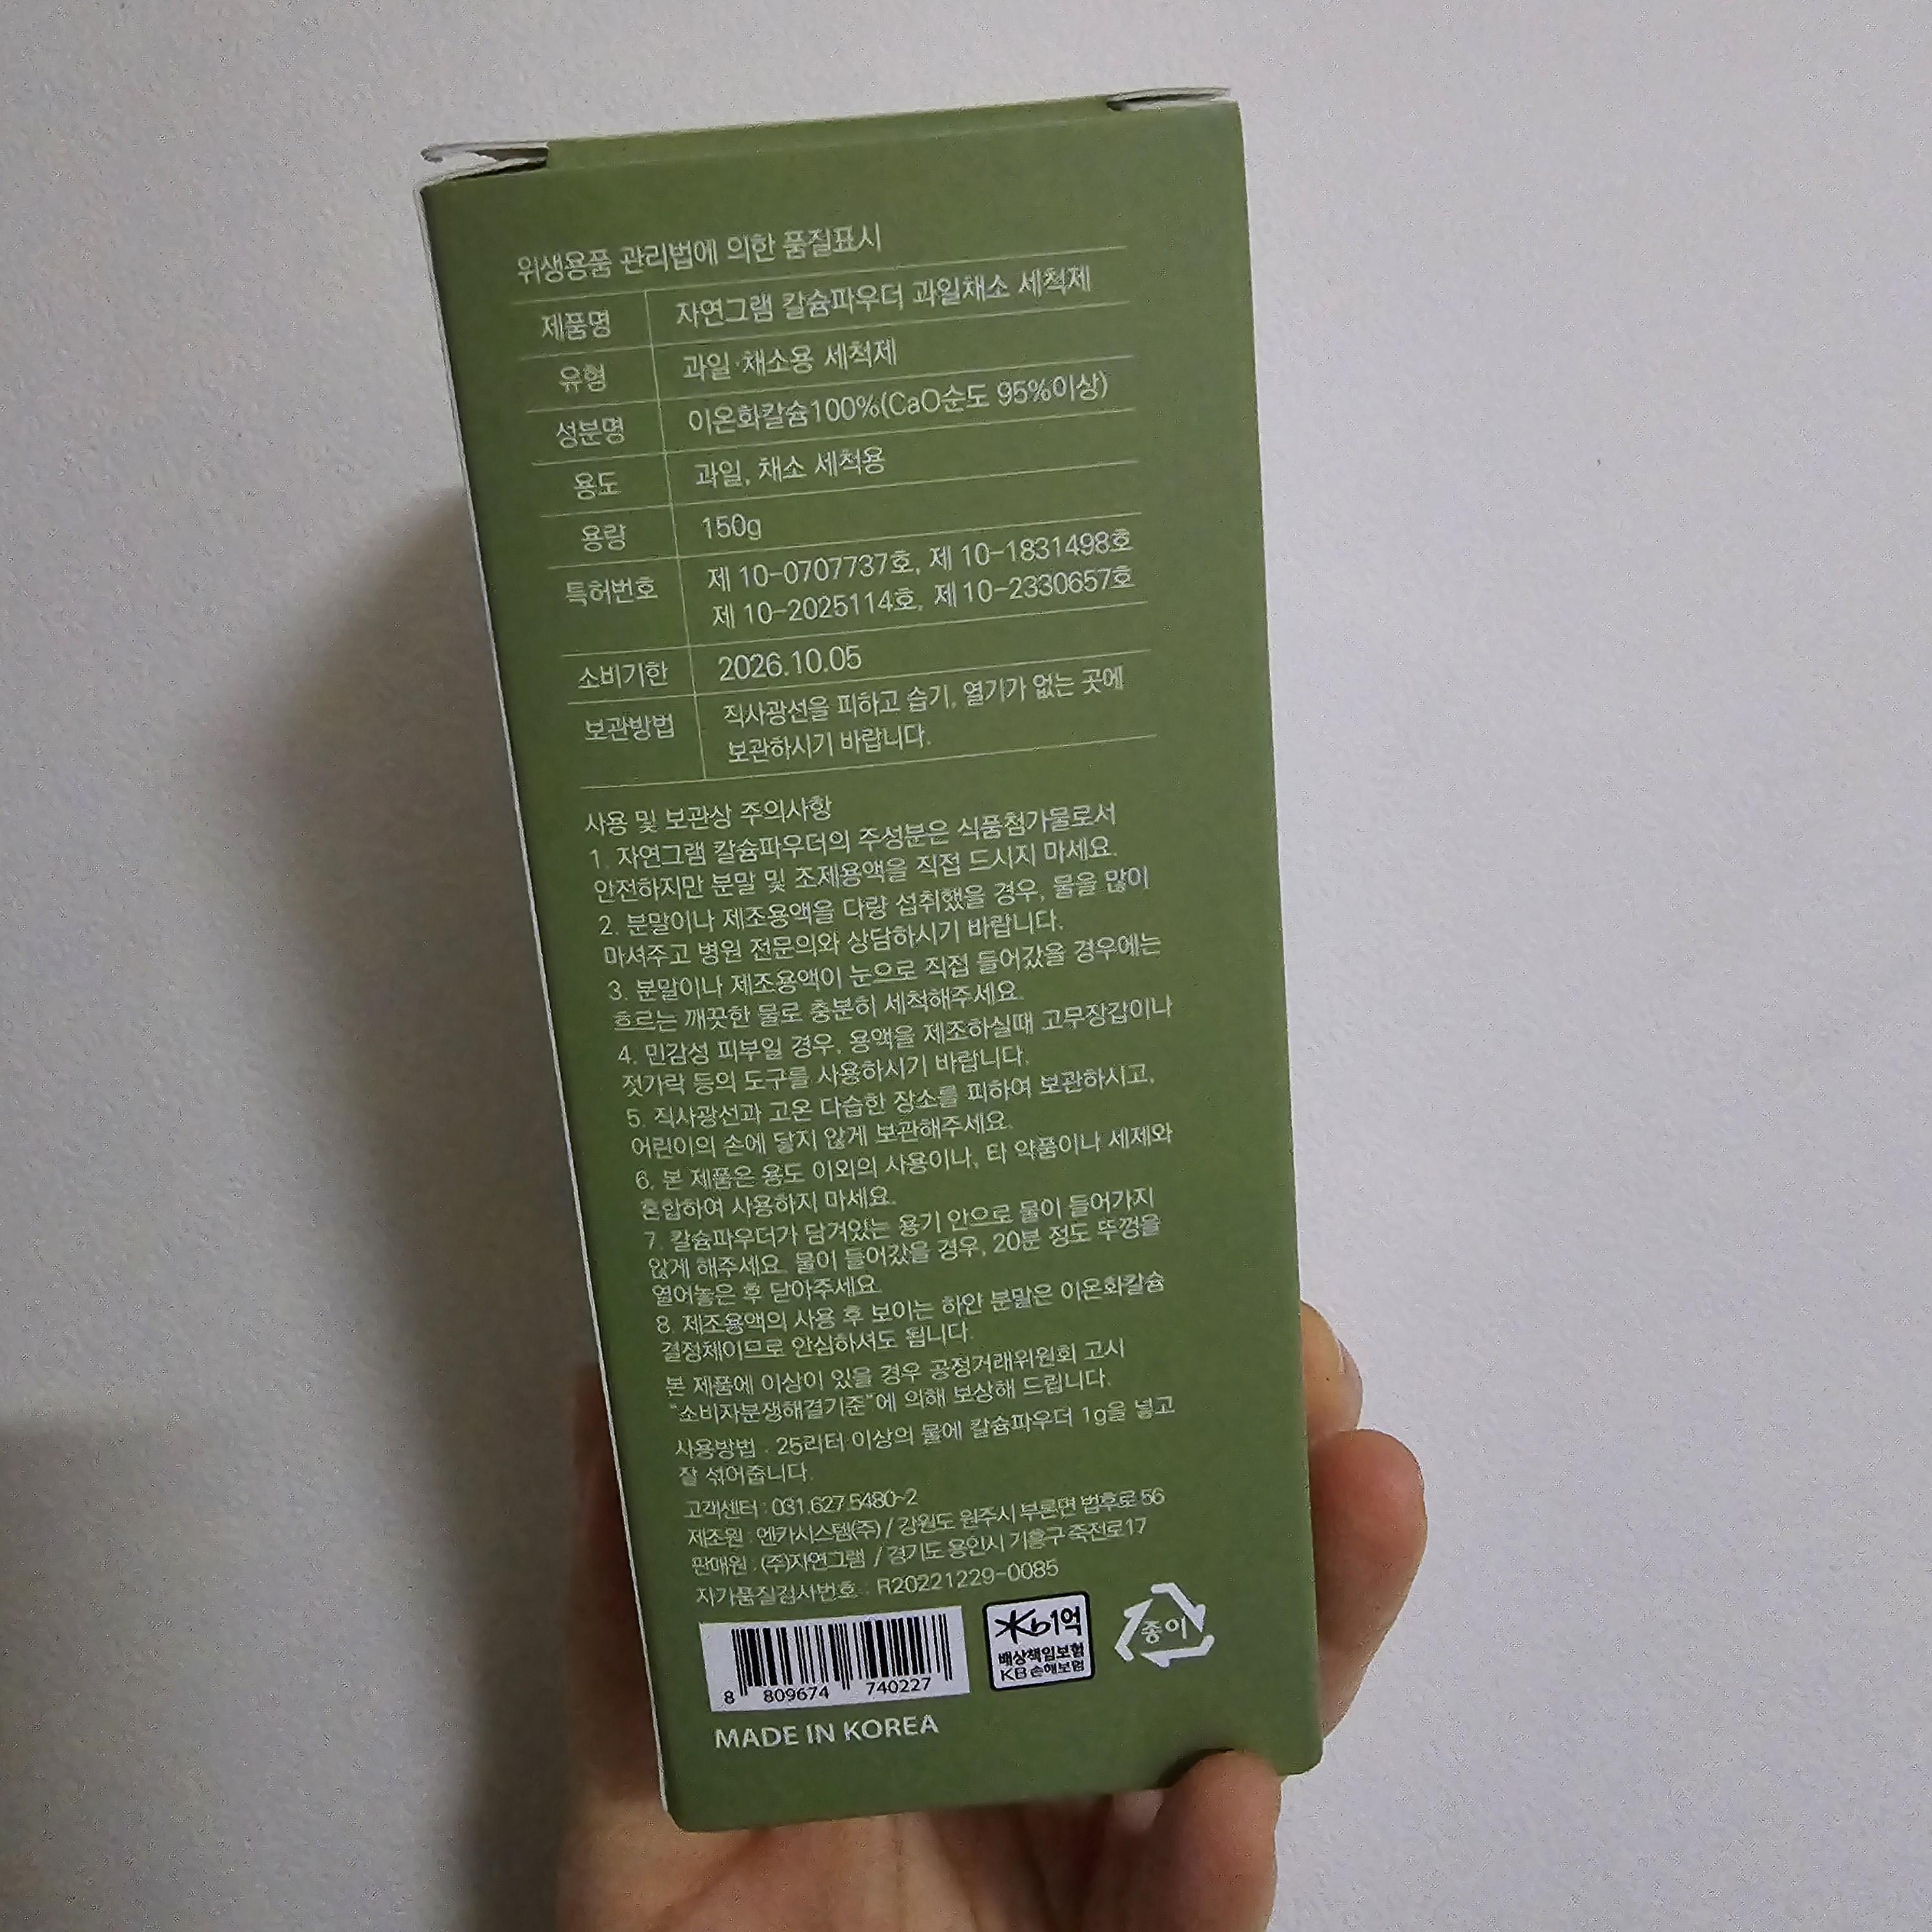 위생용품 관리법에 의한 품질표시
제품명 자연그램 칼슘파우더 과일채소 세척제
유형 과일·채소용 세척제
성분명 이온화칼슘100%(CaO순도 95%이상)
용도 과일, 채소 세척용
용량 150g
특허번호 제 10-0707737호, 제 10-1831498호
제 10-2025114호, 제 10-2330657호
소비기한 2026.10.05
보관방법 직사광선을 피하고 습기, 열기가 없는 곳에
보관하시기 바랍니다.
사용 및 보관상 주의사항
1. 자연그램 칼슘파우더의 주성분은 식품첨가물로서
안전하지만 분말 및 조제용액을 직접 드시지 마세요.
2. 분말이나 제조용액을 다량 섭취했을 경우, 물을 많이
마셔주고 병원 전문의와 상담하시기 바랍니다.
3. 분말이나 제조용액이 눈으로 직접 들어갔을 경우에는
흐르는 깨끗한 물로 충분히 세척해주세요.
4. 민감성 피부일 경우, 용액을 제조하실때 고무장갑이나
젓가락 등의 도구를 사용하시기 바랍니다.
5. 직사광선과 고온 다습한 장소를 피하여 보관하시고,
어린이의 손에 닿지 않게 보관해주세요.
6. 본 제품은 용도 이외의 사용이나, 타 약품이나 세제와
혼합하여 사용하지 마세요.
7. 칼슘파우더가 담겨있는 용기 안으로 물이 들어가지
않게 해주세요. 물이 들어갔을 경우, 20분 정도 뚜껑을
열어놓은 후 닫아주세요.
8. 제조용액의 사용 후 보이는 하얀 분말은 이온화칼슘
결정체이므로 안심하셔도 됩니다.
본 제품에 이상이 있을 경우 공정거래위원회 고시
"소비자분쟁해결기준"에 의해 보상해 드립니다.
사용방법 : 25리터 이상의 물에 칼슘파우더 1g을 넣고
잘 섞어줍니다.
고객센터 : 031.627.5480~2
제조원 : 엔카시스템(주) / 강원도 원주시 부론면 법후로 56
판매원 : (주)자연그램 / 경기도 용인시 기흥구 죽전로17
자가품질검사번호 : R20221229-0085
8 809674 740227
KB1억
배상책임보험
KB손해보험
종이
MADE IN KOREA